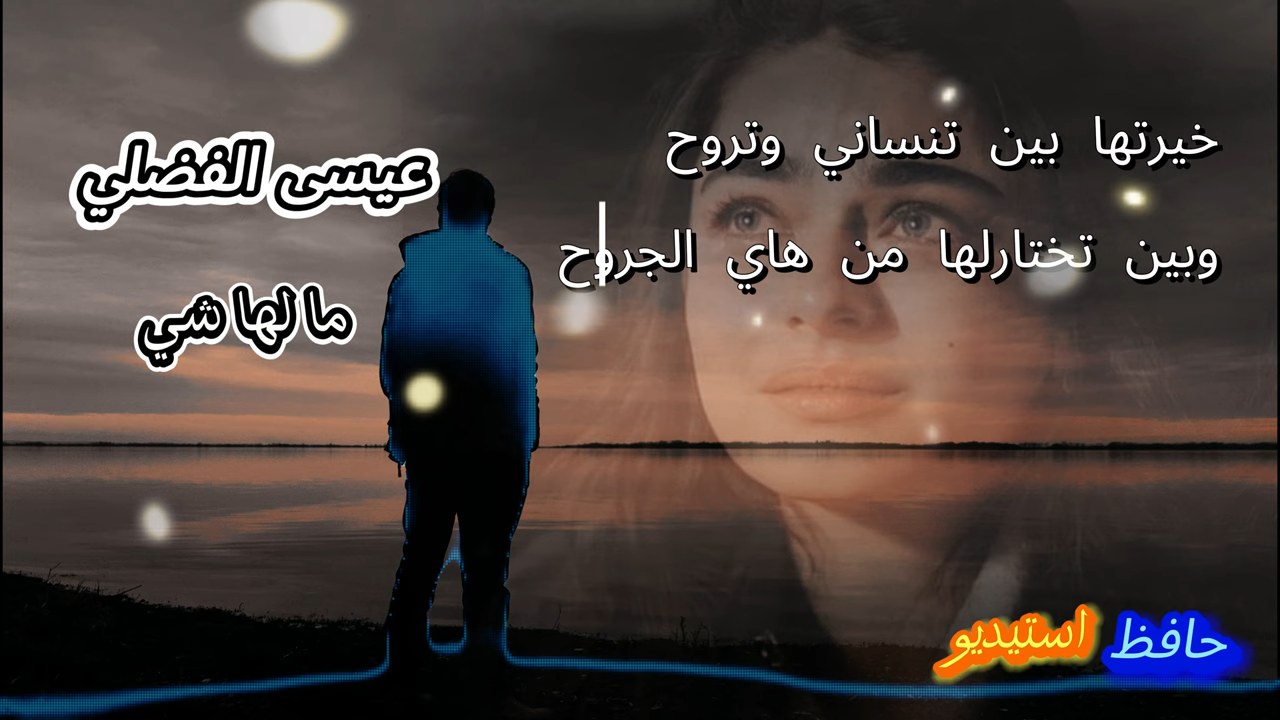 خيرتها بين تنساني وتروح
وبين تختارلها من هاي الجروح
عيسى الفضلي
ما لها شي
حافظ استيديو